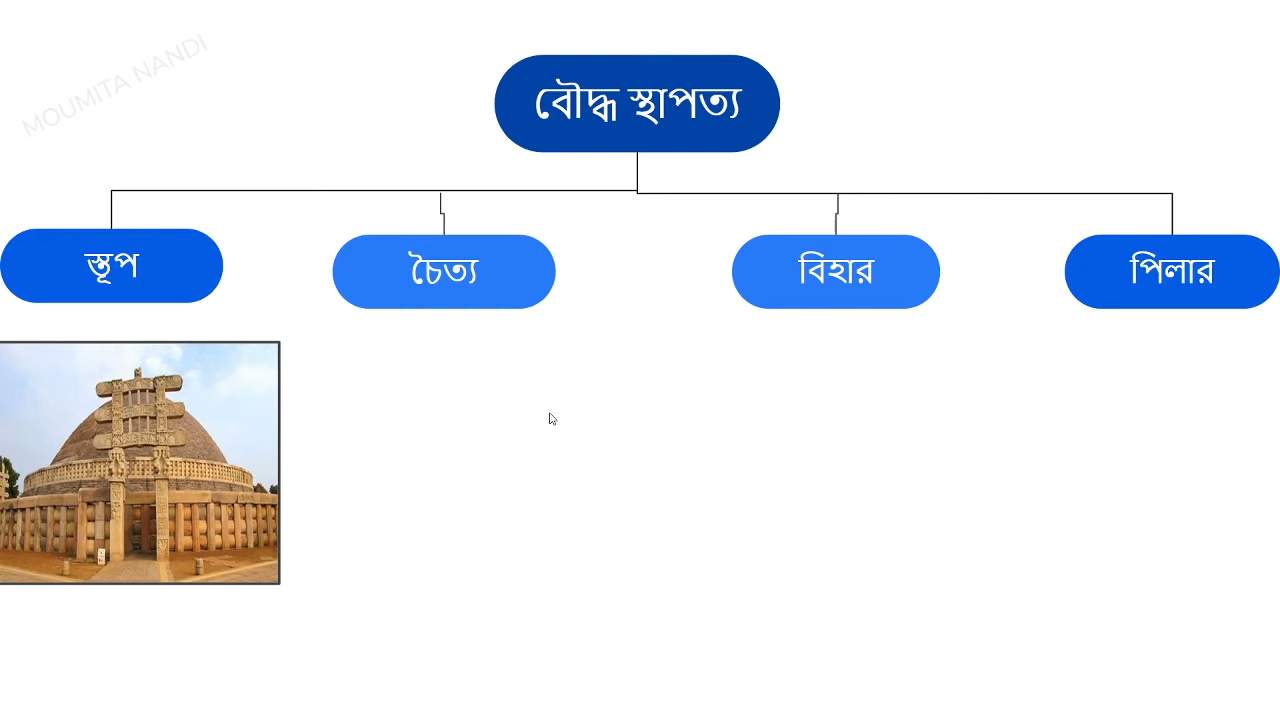 MOUMITA NANDI
বৌদ্ধ স্থাপত্য
স্তূপ
চৈত্য
বিহার
পিলার